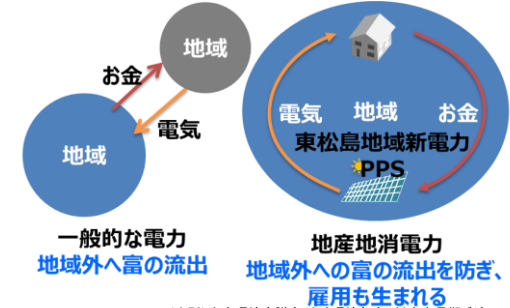 地域
お金
電気
地域
一般的な電力
地域外へ富の流出
電気 地域 お金
東松島地域新電力
PPS
地産地消電力
地域外への富の流出を防ぎ、
雇用も生まれる